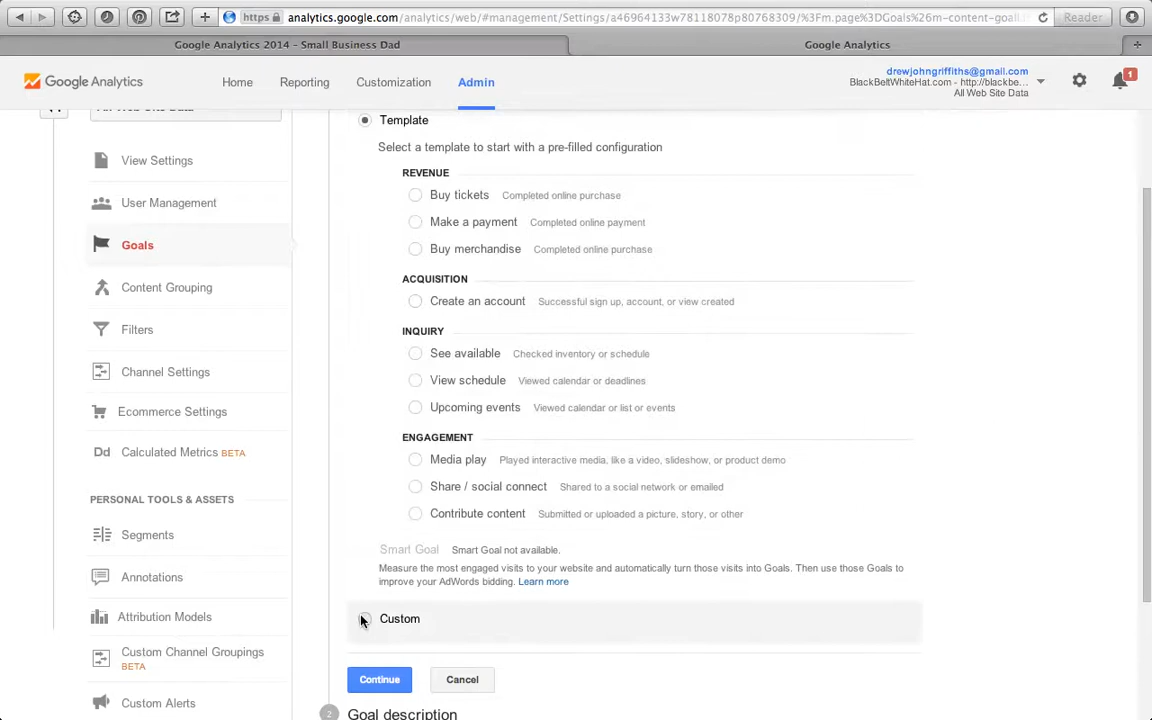 https analytics.google.com/analytics/web/#management/Settings/a46964133w78118078p80768309/%3Fm.page%3DGoals%26m-content-goal
Reader
Google Analytics 2014 - Small Business Dad
Google Analytics
Google Analytics
Home
Reporting
Customization
Admin
drewjohngriffiths@gmail.com
BlackBeltWhiteHat.com - http://blackbe...
All Web Site Data
1
View Settings
User Management
Goals
Content Grouping
Filters
Channel Settings
Ecommerce Settings
Dd Calculated Metrics BETA
PERSONAL TOOLS & ASSETS
Segments
Annotations
Attribution Models
Custom Channel Groupings
BETA
Custom Alerts
Template
Select a template to start with a pre-filled configuration
REVENUE
Buy tickets Completed online purchase
Make a payment Completed online payment
Buy merchandise Completed online purchase
ACQUISITION
Create an account Successful sign up, account, or view created
INQUIRY
See available Checked inventory or schedule
View schedule Viewed calendar or deadlines
Upcoming events Viewed calendar or list or events
ENGAGEMENT
Media play Played interactive media, like a video, slideshow, or product demo
Share / social connect Shared to a social network or emailed
Contribute content Submitted or uploaded a picture, story, or other
Smart Goal Smart Goal not available.
Measure the most engaged visits to your website and automatically turn those visits into Goals. Then use those Goals to
improve your AdWords bidding. Learn more
Custom
Continue
Cancel
2 Goal description